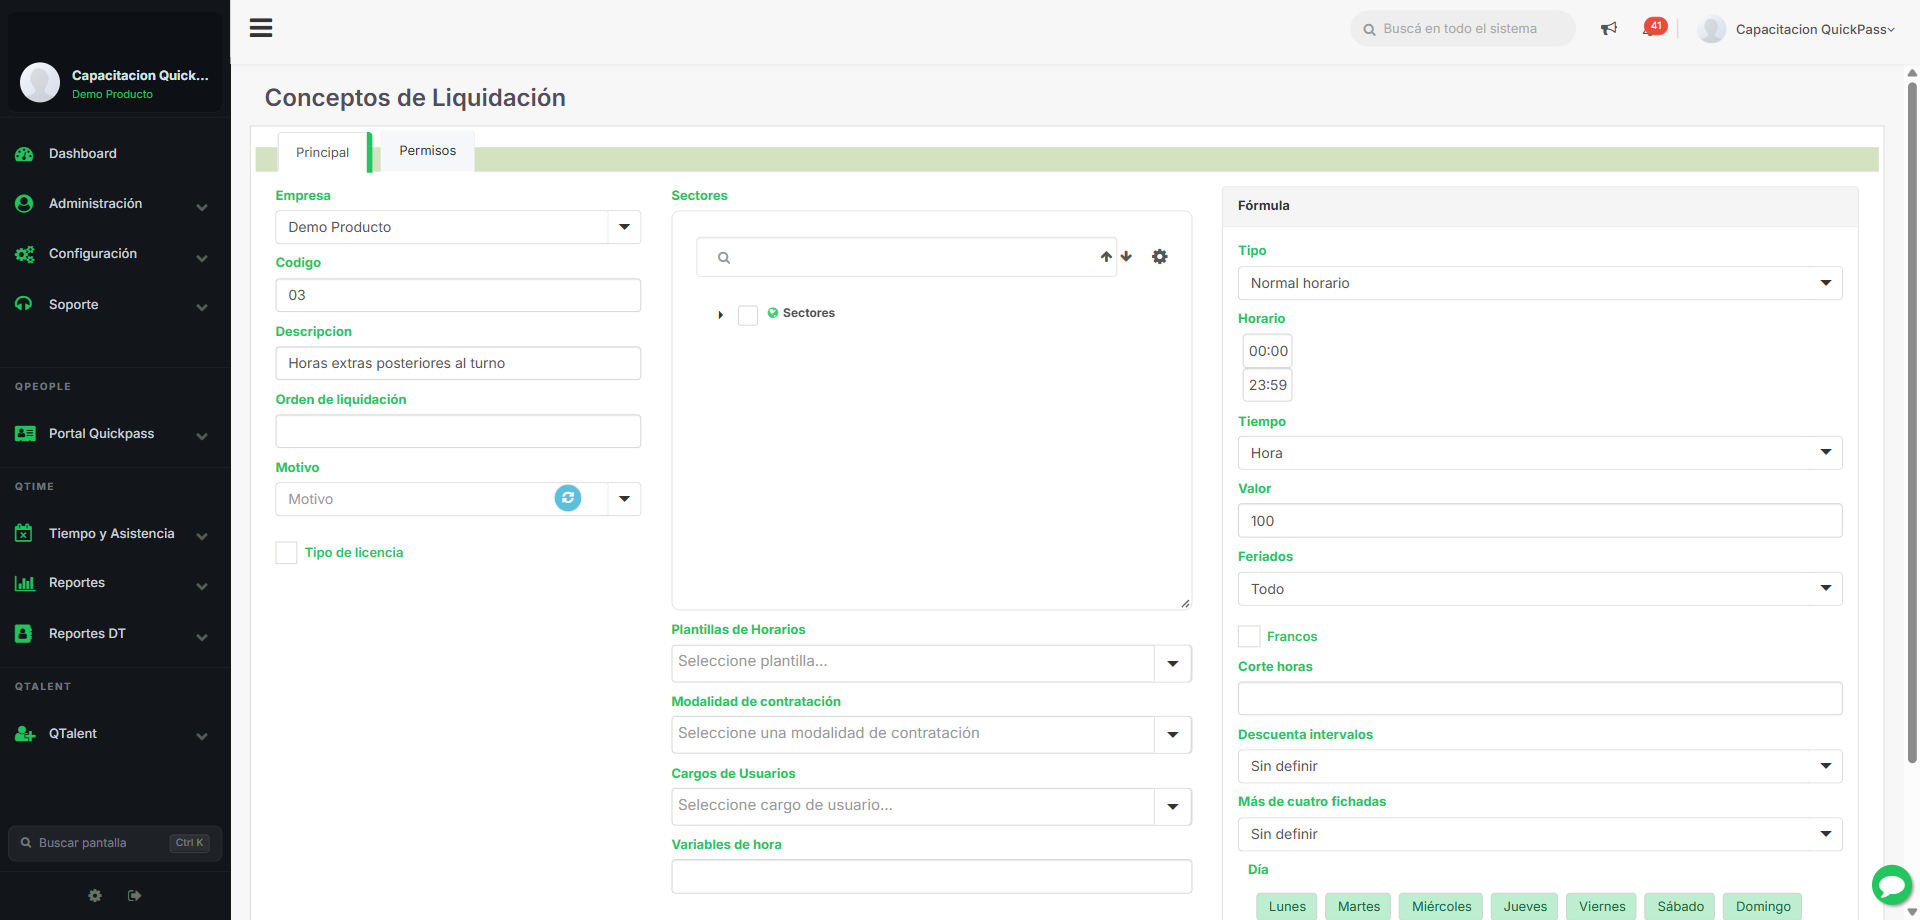 Capacitacion Quick...
Demo Producto
Dashboard
Administración
Configuración
Soporte
QPEOPLE
Portal Quickpass
QTIME
Tiempo y Asistencia
Reportes
Reportes DT
QTALENT
QTalent
Buscar pantalla
Ctrl K
Buscá en todo el sistema
41
Capacitacion QuickPass
Conceptos de Liquidación
Principal
Permisos
Empresa
Demo Producto
Codigo
03
Descripcion
Horas extras posteriores al turno
Orden de liquidación
Motivo
Motivo
Tipo de licencia
Sectores
Sectores
Plantillas de Horarios
Seleccione plantilla...
Modalidad de contratación
Seleccione una modalidad de contratación
Cargos de Usuarios
Seleccione cargo de usuario...
Variables de hora
Fórmula
Tipo
Normal horario
Horario
00:00
23:59
Tiempo
Hora
Valor
100
Feriados
Todo
Francos
Corte horas
Descuenta intervalos
Sin definir
Más de cuatro fichadas
Sin definir
Día
Lunes
Martes
Miércoles
Jueves
Viernes
Sábado
Domingo